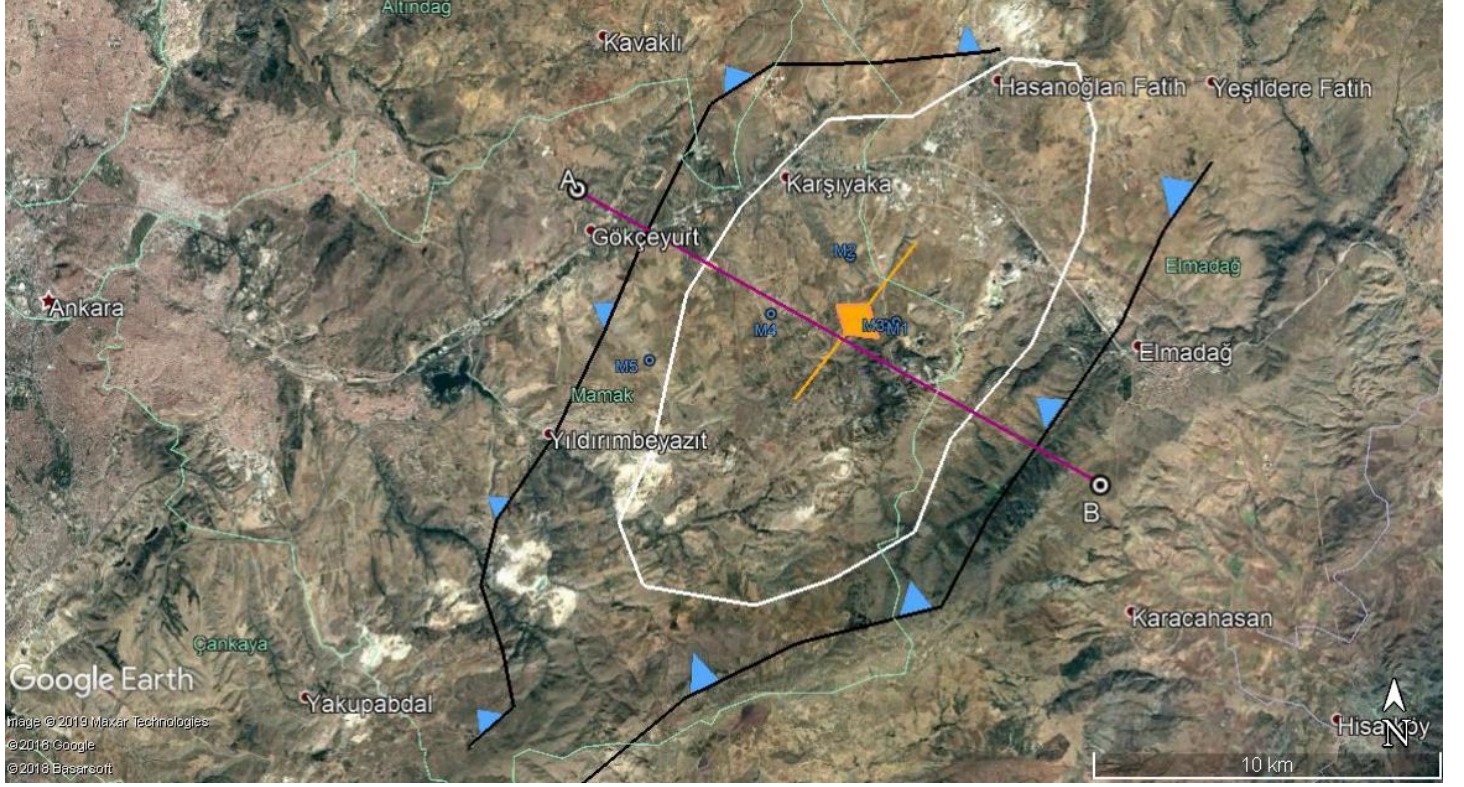 Altındağ
Kavaklı
Hasanoğlan Fatih
Yeşildere Fatih
A
Karşıyaka
Gökçeyurt
M2
Elmadağ
Ankara
M4
M3
M1
Elmadağ
M5
Mamak
Yıldırımbeyazıt
B
Karacahasan
Çankaya
Google Earth
Yakupabdal
Image © 2019 Maxar Technologies
© 2018 Google
© 2018 Basarsoft
N
10 km